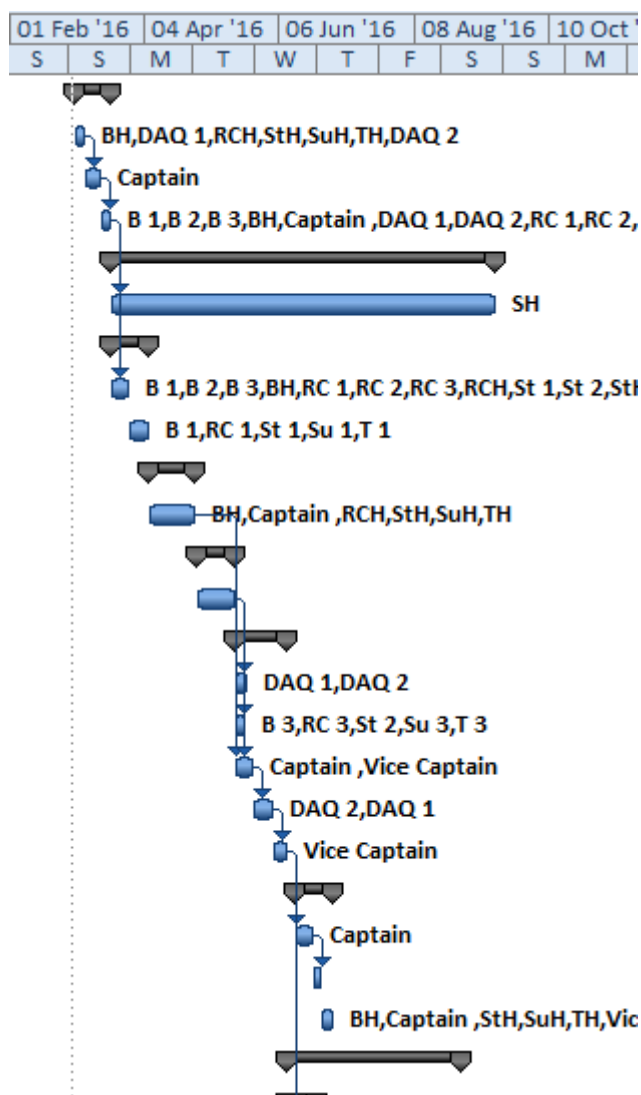 01 Feb '16 04 Apr '16 06 Jun '16 08 Aug '16 10 Oct '
S S M T W T F S S M
BH,DAQ 1,RCH,StH,SuH,TH,DAQ 2
Captain
B 1,B 2,B 3,BH,Captain ,DAQ 1,DAQ 2,RC 1,RC 2,
SH
B 1,B 2,B 3,BH,RC 1,RC 2,RC 3,RCH,St 1,St 2,StH
B 1,RC 1,St 1,Su 1,T 1
BH,Captain ,RCH,StH,SuH,TH
DAQ 1,DAQ 2
B 3,RC 3,St 2,Su 3,T 3
Captain ,Vice Captain
DAQ 2,DAQ 1
Vice Captain
Captain
BH,Captain ,StH,SuH,TH,Vic